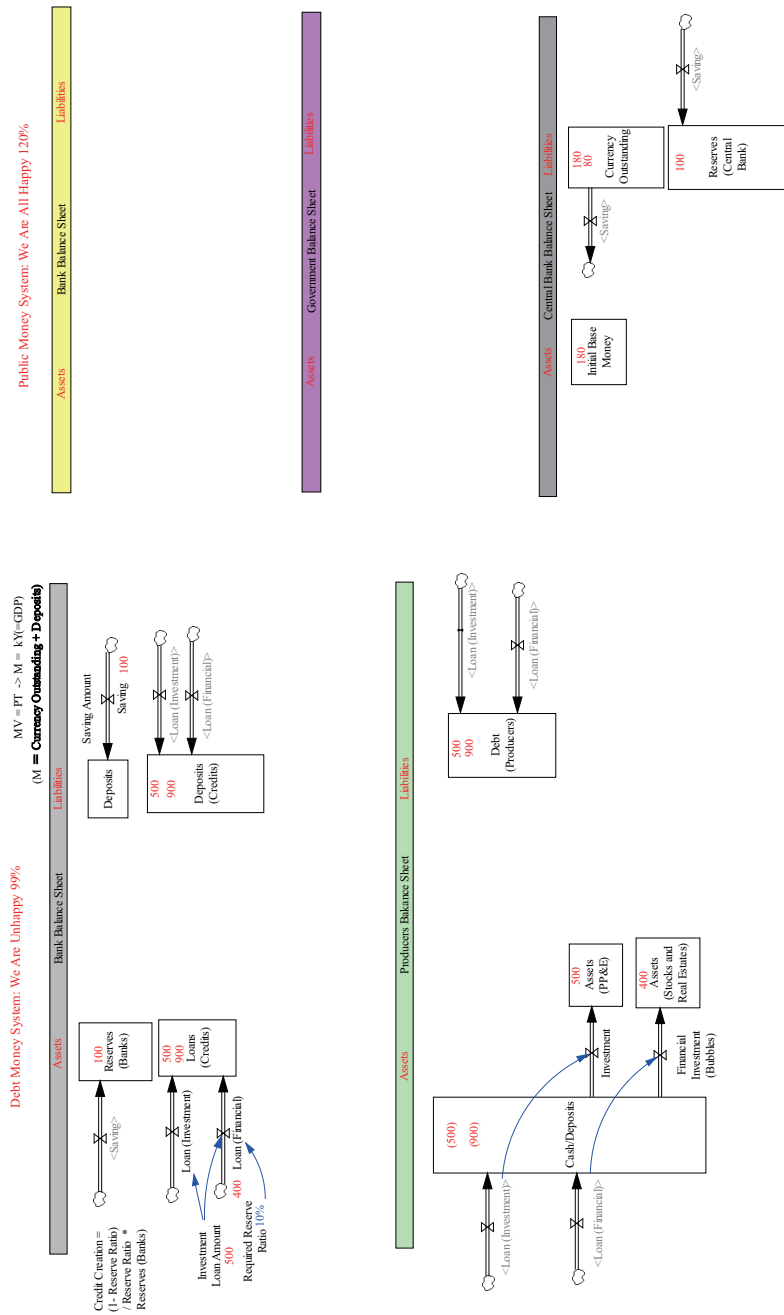 Debt Money System: We Are Unhappy 99%
MV = PT -> M = kY(=GDP)
(M = Currency Outstanding + Deposits)
Assets
Bank Balance Sheet
Liabilities
Credit Creation =
(1- Reserve Ratio)
/ Reserve Ratio *
Reserves (Banks)
<Saving>
100
Reserves
(Banks)
Loan (Investment)
500
900
Loans
(Credits)
Investment
Loan Amount
500
400
Loan (Financial)
Required Reserve
Ratio 10%
Deposits
Saving Amount
Saving 100
500
900
Deposits
(Credits)
<Loan (Investment)>
<Loan (Financial)>
Assets
Producers Bakance Sheet
Liabilities
<Loan (Investment)>
<Loan (Financial)>
(500)
(900)
Cash/Deposits
Investment
500
Assets
(PP&E)
Financial
Investment
(Bubbles)
400
Assets
(Stocks and
Real Estates)
500
900
Debt
(Producers)
<Loan (Investment)>
<Loan (Financial)>
Public Money System: We Are All Happy 120%
Assets
Bank Balance Sheet
Liabilities
Assets
Government Balance Sheet
Liabilities
Assets
Central Bank Balance Sheet
Liabilities
180
Initial Base
Money
<Saving>
180
80
Currency
Outstanding
100
Reserves
(Central
Bank)
<Saving>